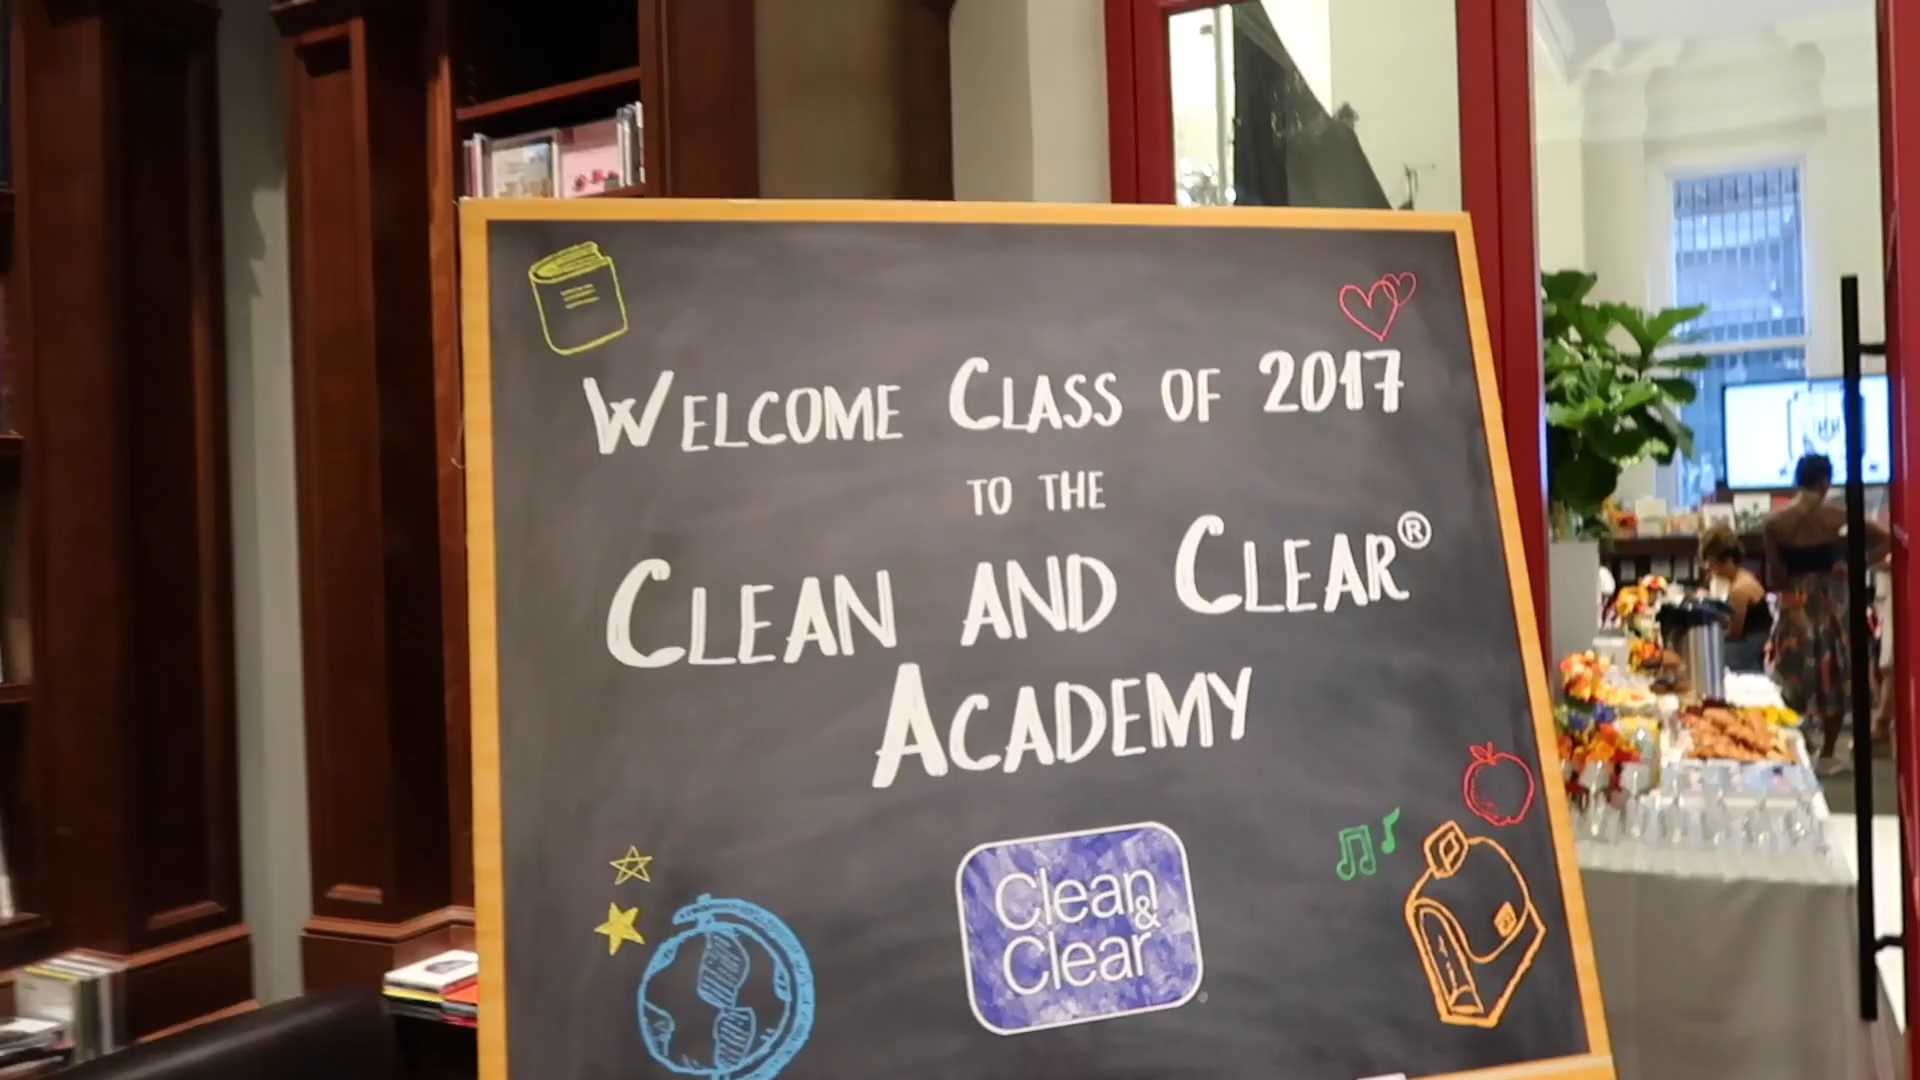 WELCOME CLASS OF 2017
TO THE
CLEAN AND CLEAR®
ACADEMY
Clean
&
Clear